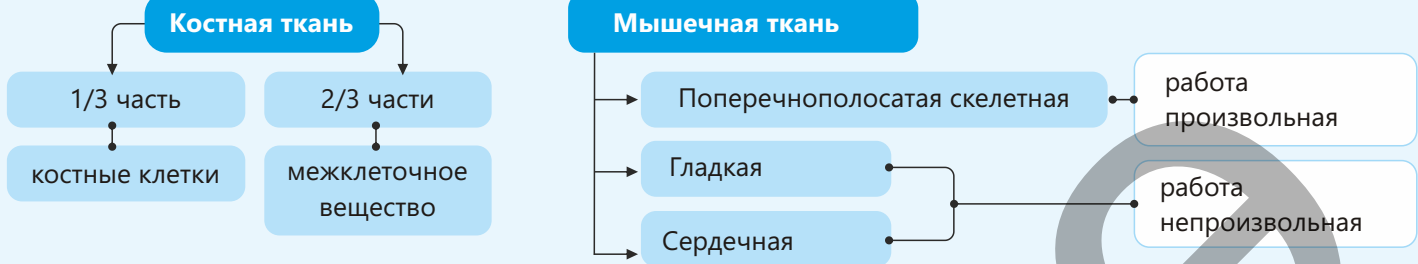 Костная ткань
1/3 часть
2/3 части
костные клетки
межклеточное
вещество
Мышечная ткань
Поперечнополосатая скелетная
работа
произвольная
Гладкая
Сердечная
работа
непроизвольная